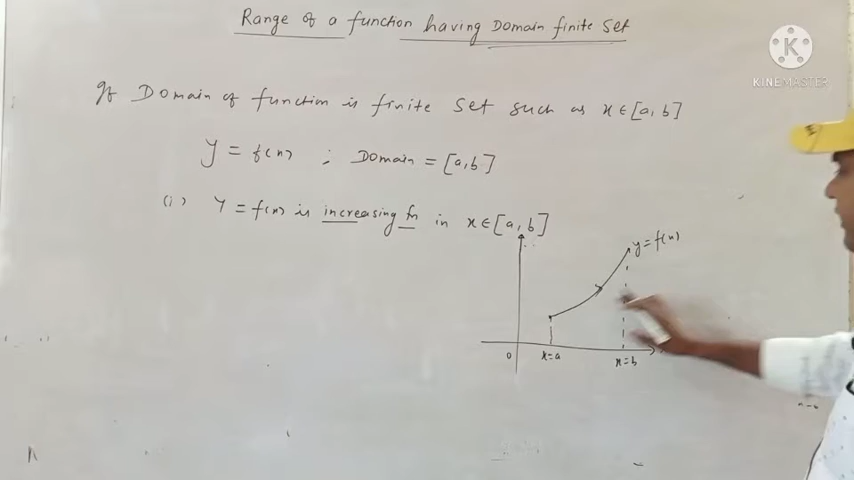 Range of a function having Domain finite set
K
KINEMASTER
If Domain of function is finite set such as x∈[a,b]
y = f(x) ; Domain = [a,b]
(i) y = f(x) is increasing fn in x∈[a,b]
y=f(x)
0 x=a x=b